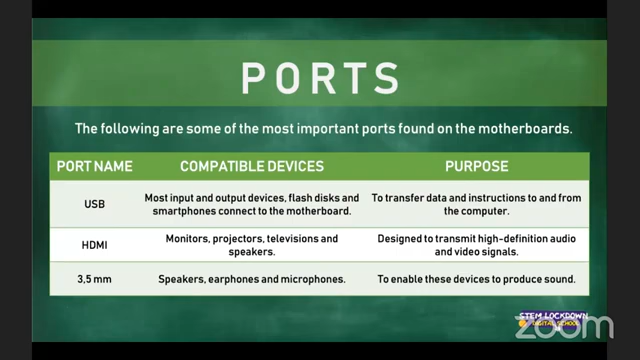 PORTS
The following are some of the most important ports found on the motherboards.
PORT NAME COMPATIBLE DEVICES PURPOSE
USB
Most input and output devices, flash disks and
smartphones connect to the motherboard.
To transfer data and instructions to and from
the computer.
HDMI
Monitors, projectors, televisions and
speakers.
Designed to transmit high-definition audio
and video signals.
3,5 mm
Speakers, earphones and microphones.
To enable these devices to produce sound.
STEM LOCKDOWN
DIGITAL SCHOOL
zoom